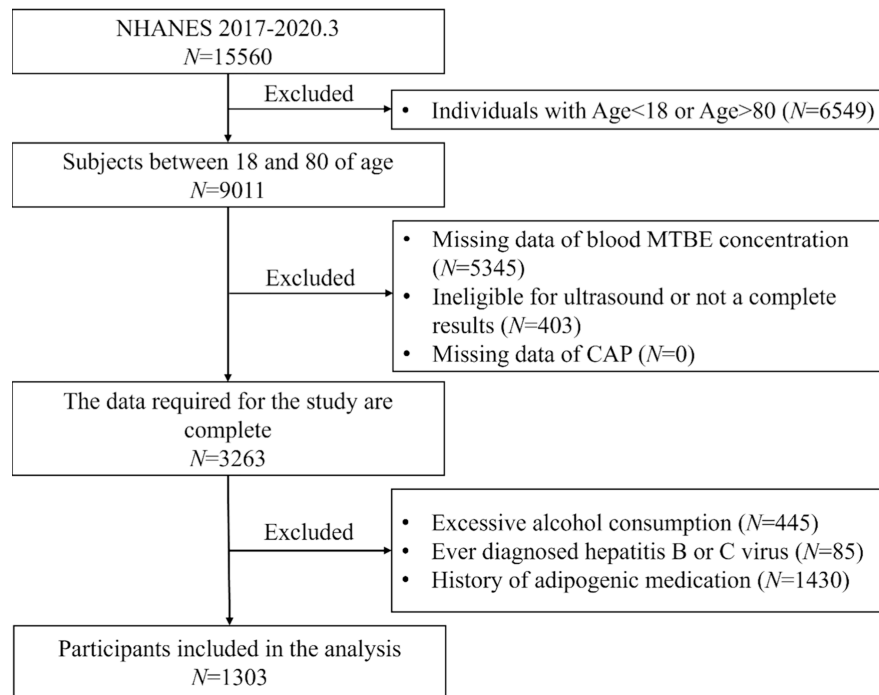 NHANES 2017-2020.3
N=15560
Excluded
• Individuals with Age<18 or Age>80 (N=6549)
Subjects between 18 and 80 of age
N=9011
Excluded
• Missing data of blood MTBE concentration
(N=5345)
• Ineligible for ultrasound or not a complete
results (N=403)
• Missing data of CAP (N=0)
The data required for the study are
complete
N=3263
Excluded
• Excessive alcohol consumption (N=445)
• Ever diagnosed hepatitis B or C virus (N=85)
• History of adipogenic medication (N=1430)
Participants included in the analysis
N=1303